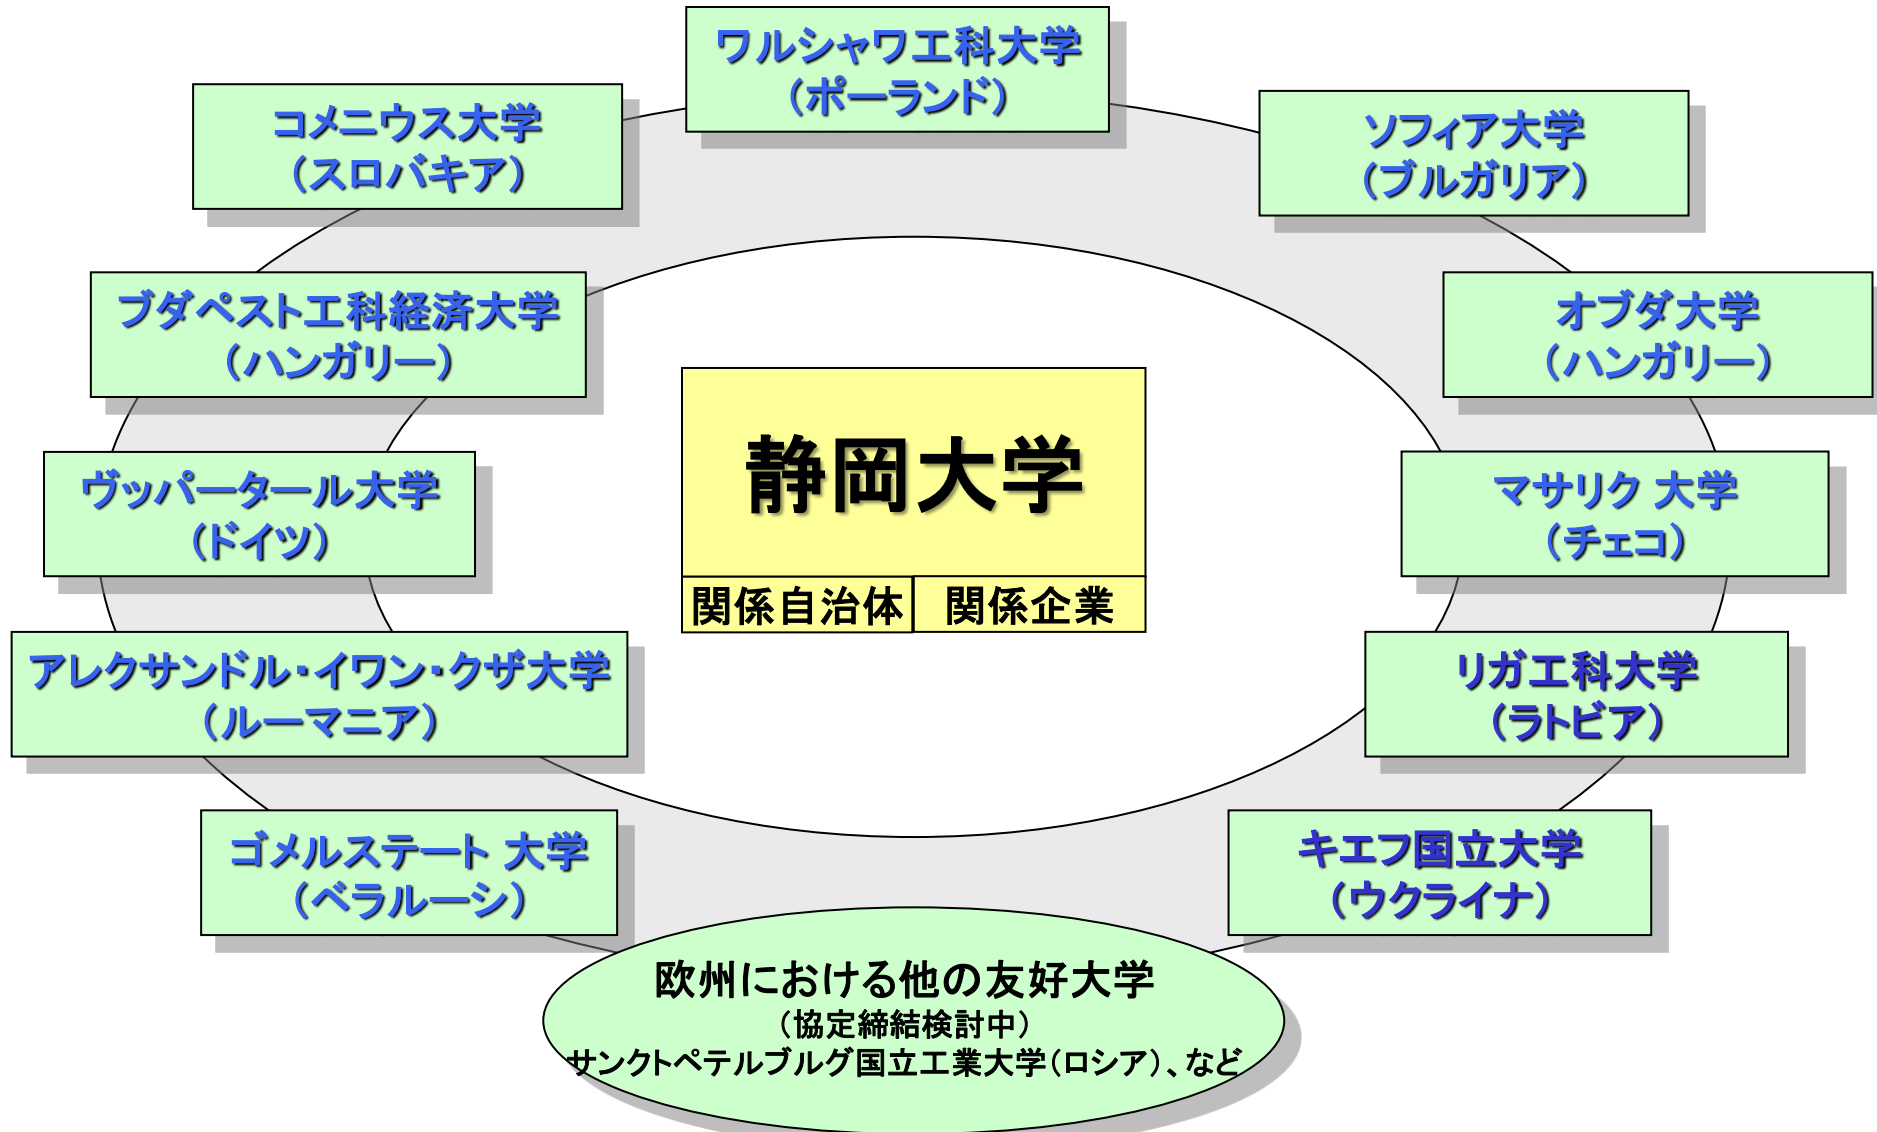 ワルシャワ工科大学
（ポーランド）
コメニウス大学
（スロバキア）
ソフィア大学
（ブルガリア）
ブダペスト工科経済大学
（ハンガリー）
オブダ大学
（ハンガリー）
静岡大学
関係自治体
関係企業
ヴッパータール大学
（ドイツ）
マサリク 大学
（チェコ）
アレクサンドル・イワン・クザ大学
（ルーマニア）
リガ工科大学
（ラトビア）
ゴメルステート 大学
（ベラルーシ）
キエフ国立大学
（ウクライナ）
欧州における他の友好大学
（協定締結検討中）
サンクトペテルブルグ国立工業大学（ロシア）、など